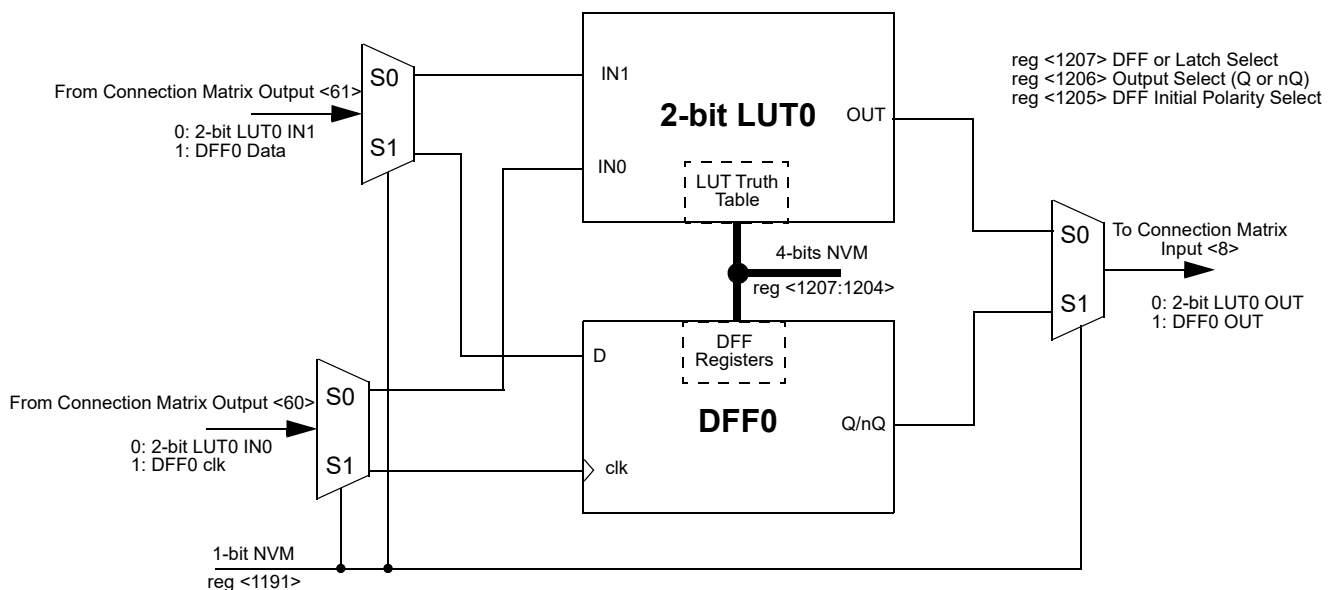 From Connection Matrix Output <61>
0: 2-bit LUT0 IN1
1: DFF0 Data
S0
S1
IN1
IN0
2-bit LUT0
OUT
LUT Truth
Table
reg <1207> DFF or Latch Select
reg <1206> Output Select (Q or nQ)
reg <1205> DFF Initial Polarity Select
4-bits NVM
reg <1207:1204>
S0
S1
To Connection Matrix
Input <8>
0: 2-bit LUT0 OUT
1: DFF0 OUT
From Connection Matrix Output <60>
0: 2-bit LUT0 IN0
1: DFF0 clk
S0
S1
D
clk
DFF
Registers
DFF0
Q/nQ
1-bit NVM
reg <1191>